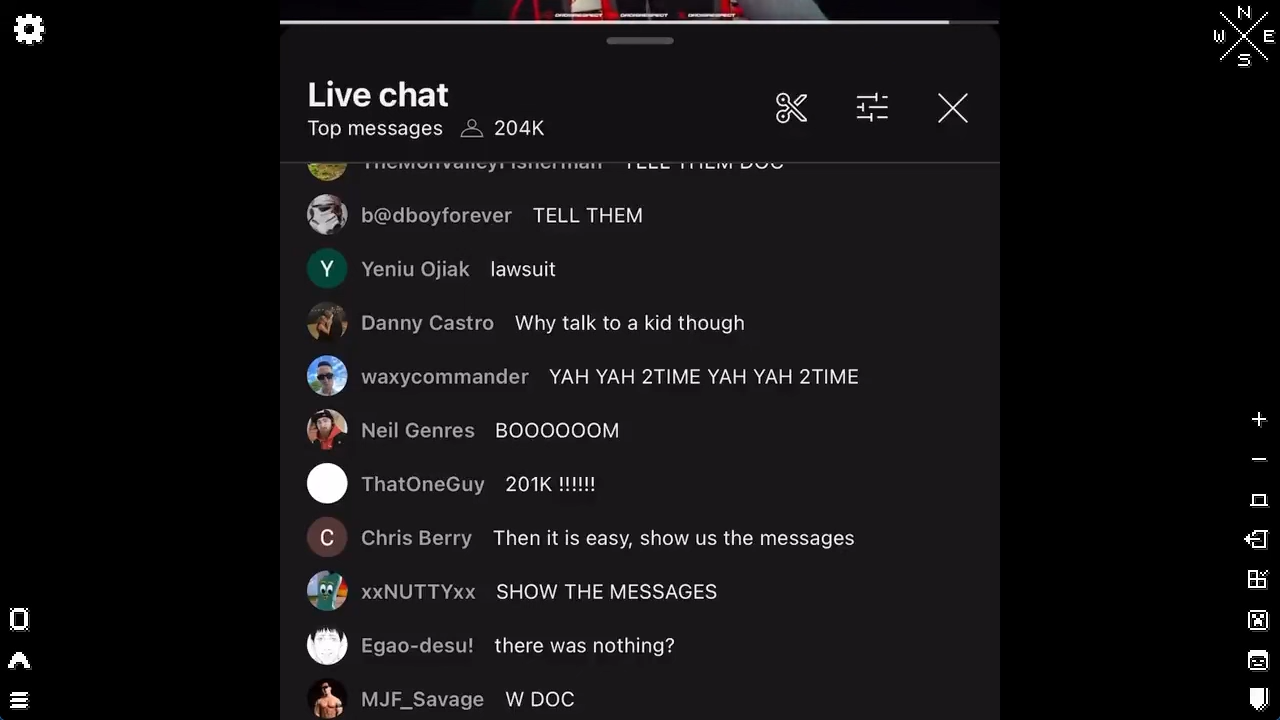 N
W E
S
Live chat
Top messages 204K
TheMonValleyFisherman TELL THEM DOC
b@dboyforever TELL THEM
Y Yeniu Ojiak lawsuit
Danny Castro Why talk to a kid though
waxycommander YAH YAH 2TIME YAH YAH 2TIME
Neil Genres BOOOOOOM
ThatOneGuy 201K !!!!!!
C Chris Berry Then it is easy, show us the messages
xxNUTTYxx SHOW THE MESSAGES
Egao-desu! there was nothing?
MJF_Savage W DOC